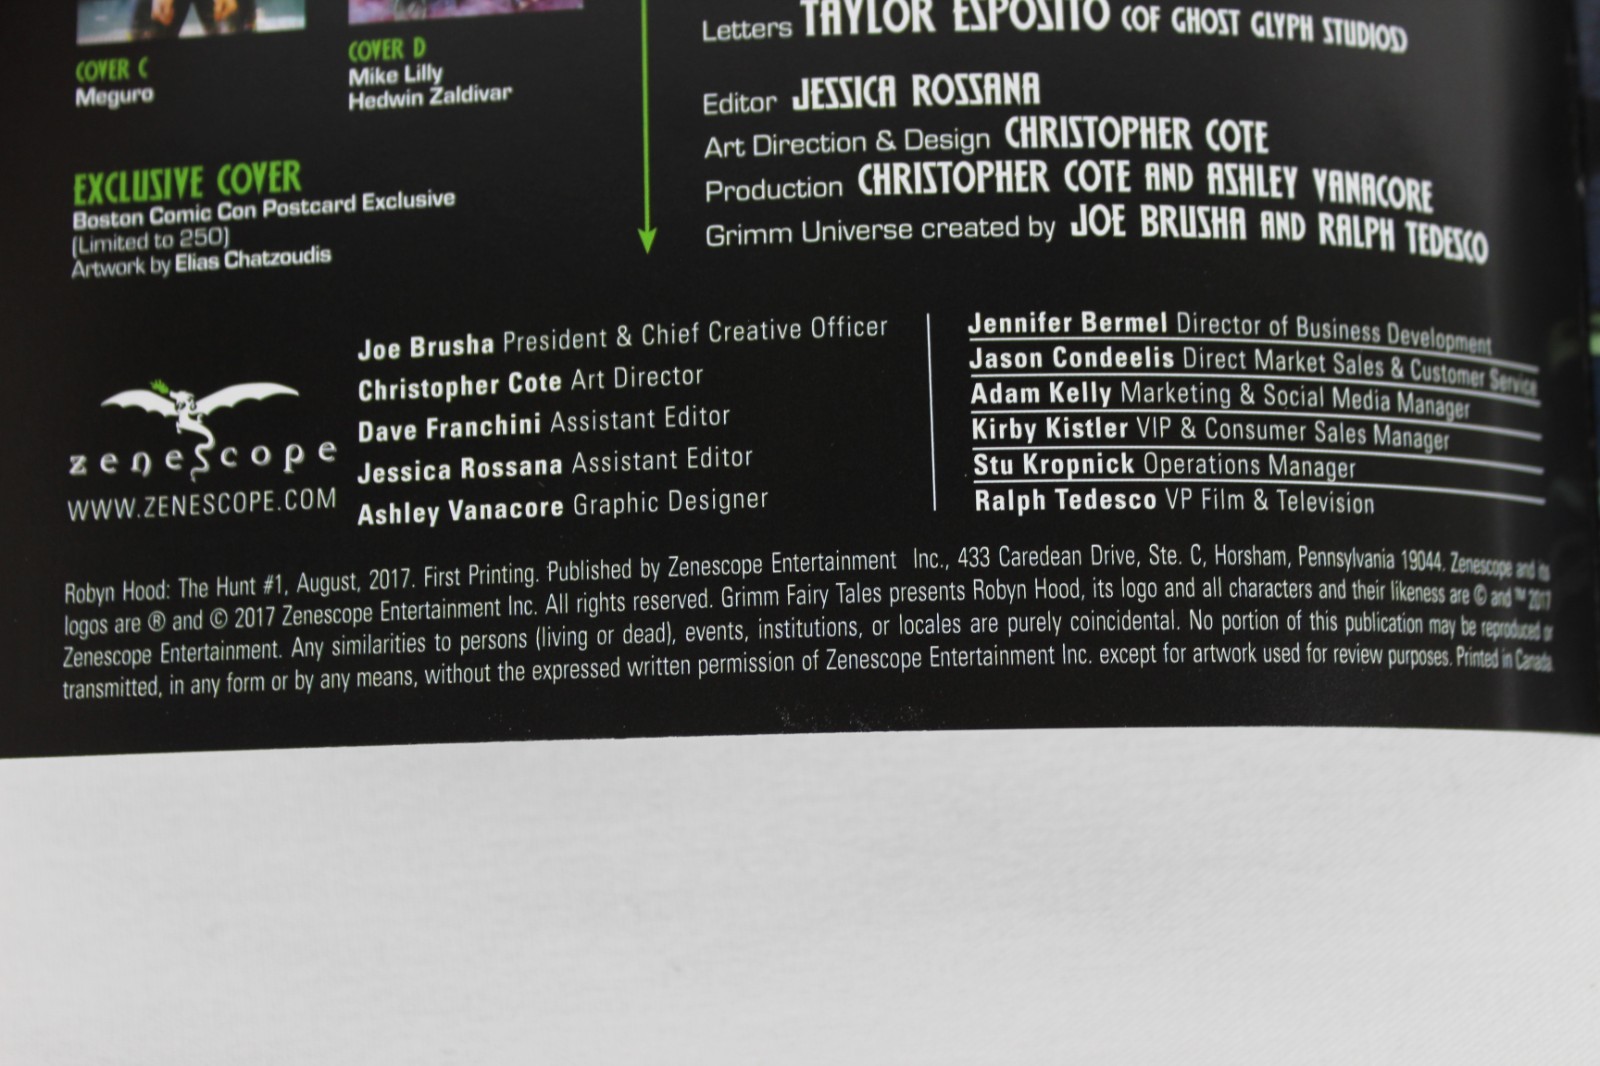 COVER C
Meguro
COVER D
Mike Lilly
Hedwin Zaldivar
EXCLUSIVE COVER
Boston Comic Con Postcard Exclusive
(Limited to 250)
Artwork by Elias Chatzoudis
Letters TAYLOR ESPOSITO (OF GHOST GLYPH STUDIOS)
Editor JESSICA ROSSANA
Art Direction & Design CHRISTOPHER COTE
Production CHRISTOPHER COTE AND ASHLEY VANACORE
Grimm Universe created by JOE BRUSHA AND RALPH TEDESCO
zenescope
WWW.ZENESCOPE.COM
Joe Brusha President & Chief Creative Officer
Christopher Cote Art Director
Dave Franchini Assistant Editor
Jessica Rossana Assistant Editor
Ashley Vanacore Graphic Designer
Jennifer Bermel Director of Business Development
Jason Condeelis Direct Market Sales & Customer Service
Adam Kelly Marketing & Social Media Manager
Kirby Kistler VIP & Consumer Sales Manager
Stu Kropnick Operations Manager
Ralph Tedesco VP Film & Television
Robyn Hood: The Hunt #1, August, 2017. First Printing. Published by Zenescope Entertainment Inc., 433 Caredean Drive, Ste. C, Horsham, Pennsylvania 19044. Zenescope and its
logos are ® and © 2017 Zenescope Entertainment Inc. All rights reserved. Grimm Fairy Tales presents Robyn Hood, its logo and all characters and their likeness are © and ™ 2017
Zenescope Entertainment. Any similarities to persons (living or dead), events, institutions, or locales are purely coincidental. No portion of this publication may be reproduced or
transmitted, in any form or by any means, without the expressed written permission of Zenescope Entertainment Inc. except for artwork used for review purposes. Printed in Canada.